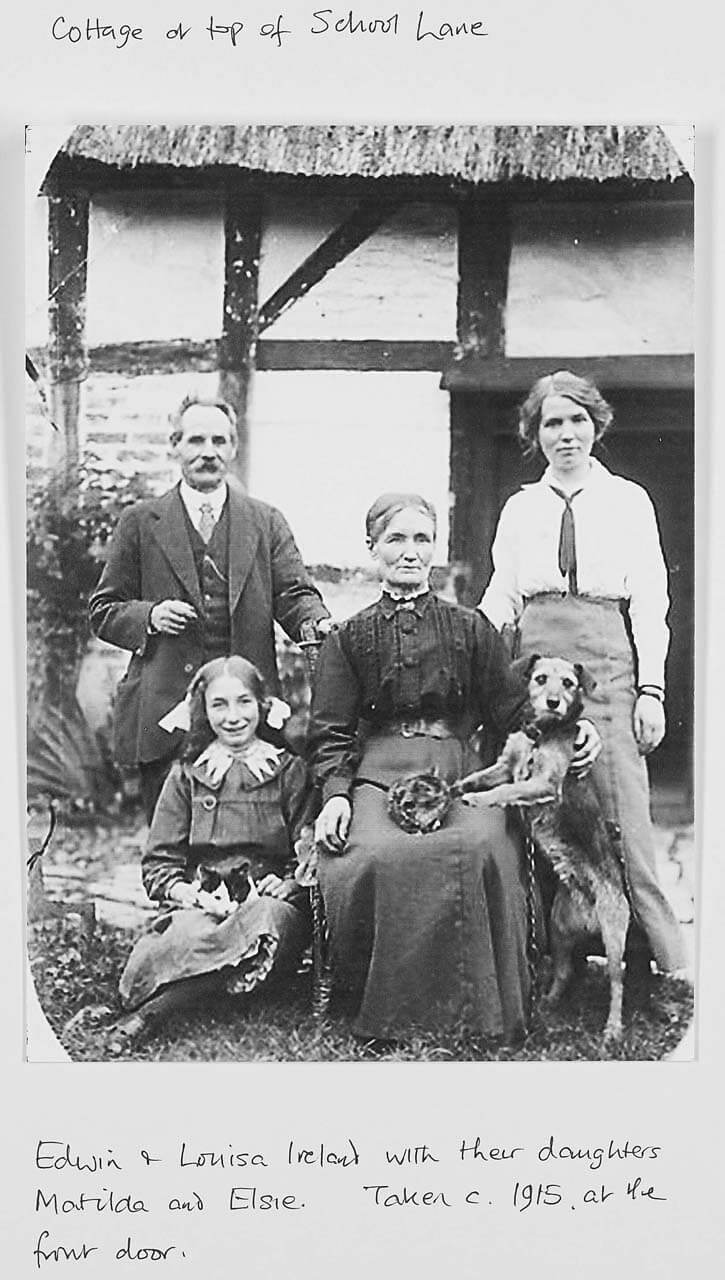 Cottage at top of School Lane
Edwin & Louisa Ireland with their daughters
Matilda and Elsie. Taken c. 1915, at the
front door.